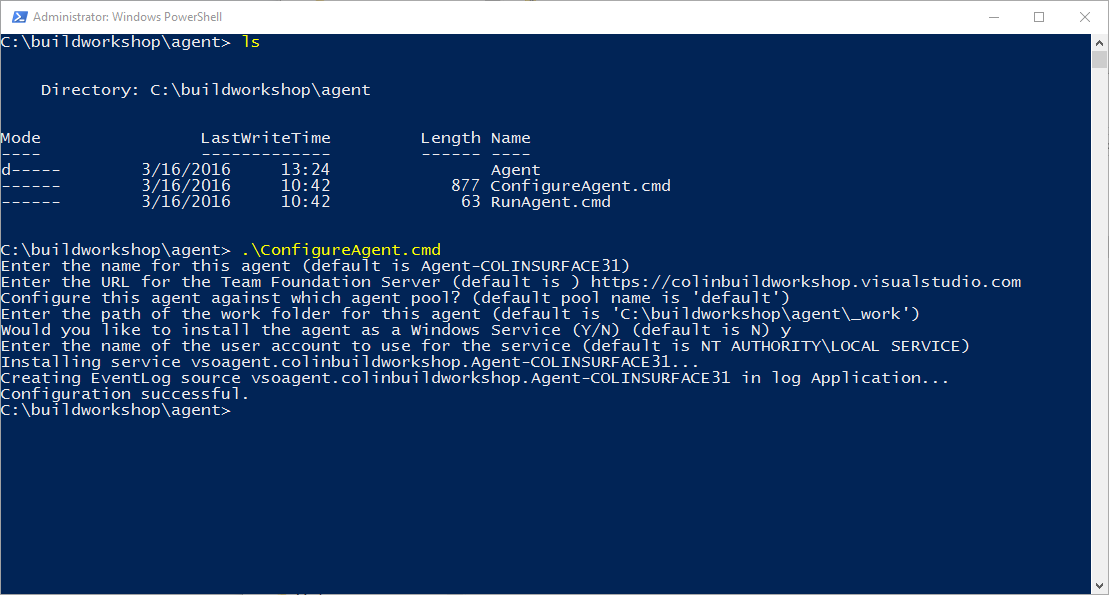 Administrator: Windows PowerShell
C:\buildworkshop\agent> ls
Directory: C:\buildworkshop\agent
Mode                LastWriteTime         Length Name
----                -------------         ------ ----
d-----        3/16/2016     13:24                Agent
------        3/16/2016     10:42            877 ConfigureAgent.cmd
------        3/16/2016     10:42             63 RunAgent.cmd
C:\buildworkshop\agent> .\ConfigureAgent.cmd
Enter the name for this agent (default is Agent-COLINSURFACE31)
Enter the URL for the Team Foundation Server (default is ) https://colinbuildworkshop.visualstudio.com
Configure this agent against which agent pool? (default pool name is 'default')
Enter the path of the work folder for this agent (default is 'C:\buildworkshop\agent\_work')
Would you like to install the agent as a Windows Service (Y/N) (default is N) y
Enter the name of the user account to use for the service (default is NT AUTHORITY\LOCAL SERVICE)
Installing service vsoagent.colinbuildworkshop.Agent-COLINSURFACE31...
Creating EventLog source vsoagent.colinbuildworkshop.Agent-COLINSURFACE31 in log Application...
Configuration successful.
C:\buildworkshop\agent>